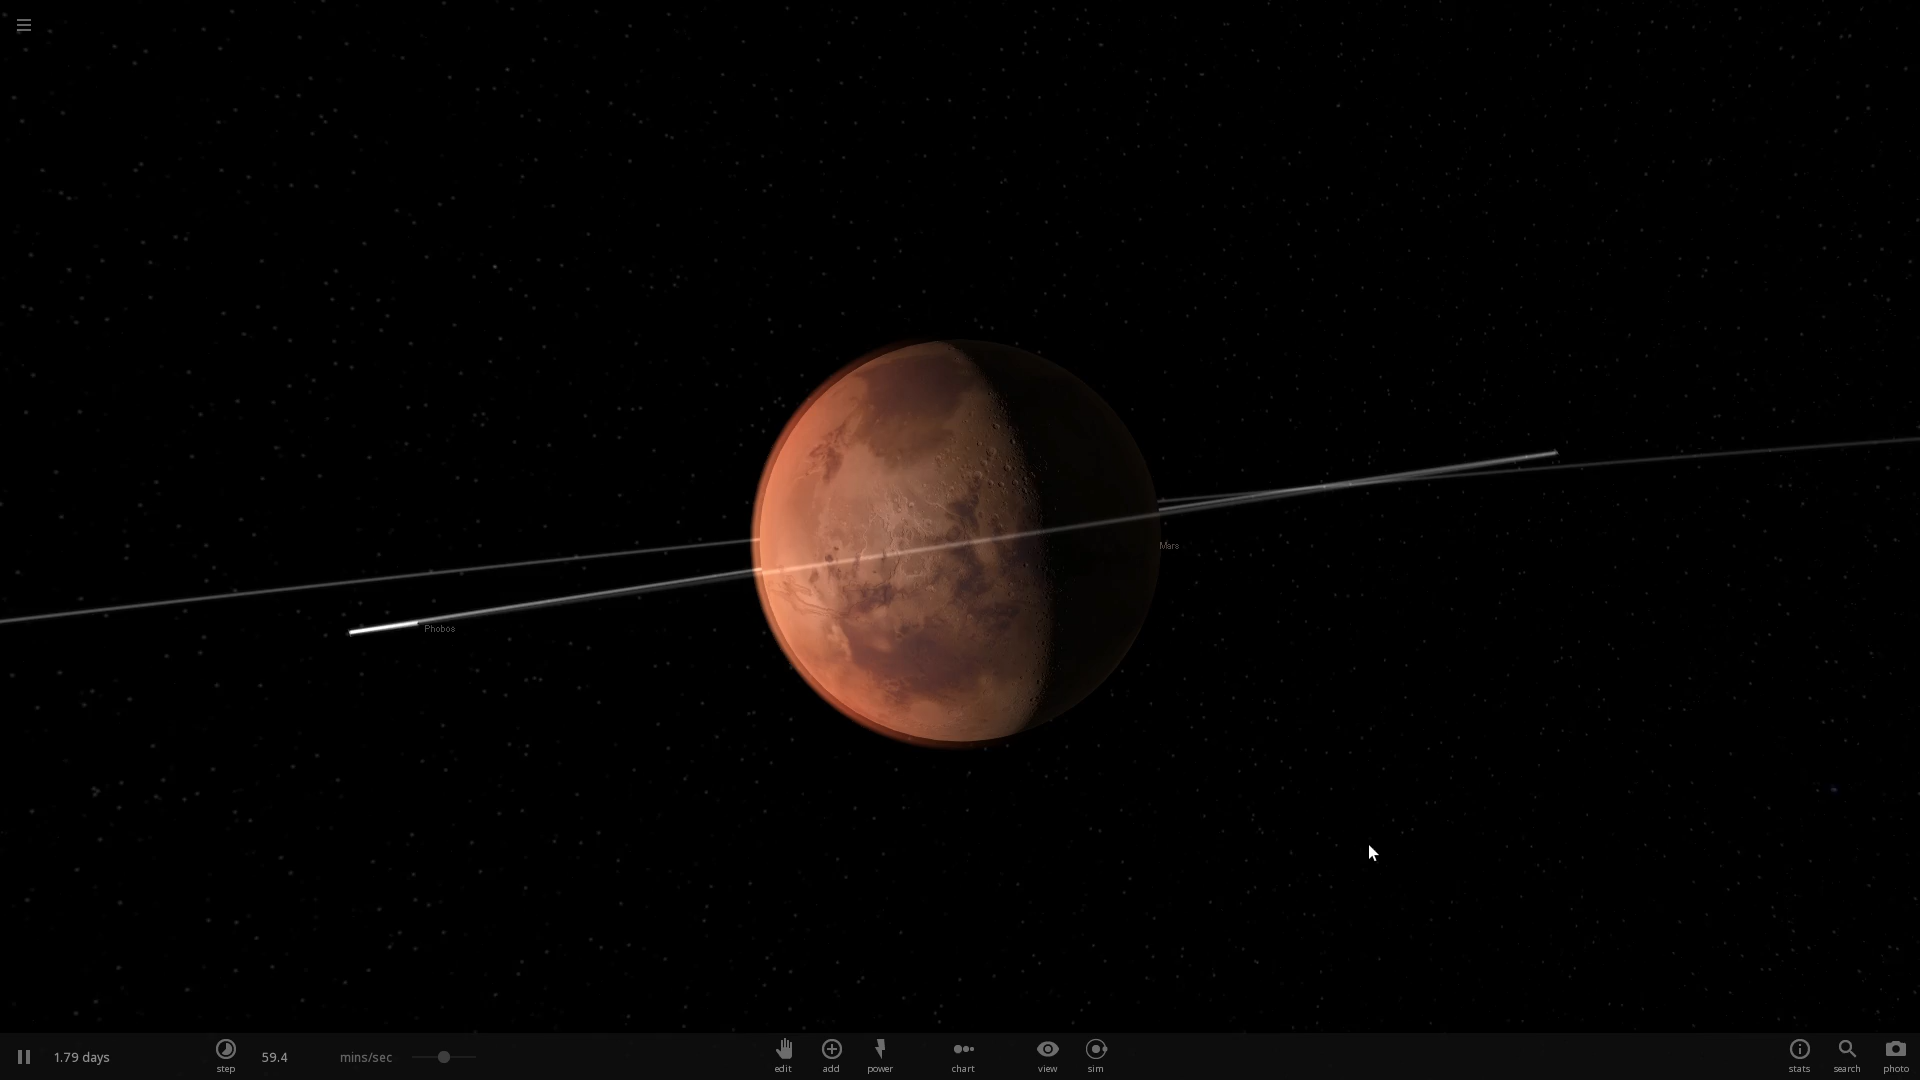 Mars
Phobos
1.79 days
step
59.4
mins/sec
edit
add
power
chart
view
sim
stats
search
photo